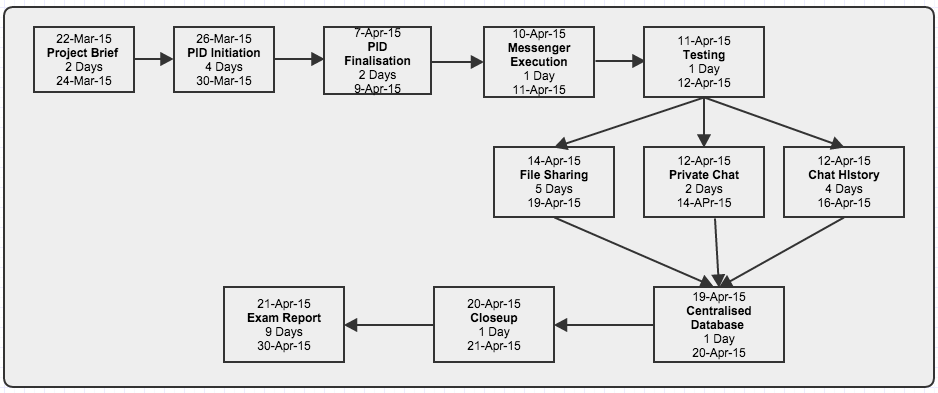 22-Mar-15
Project Brief
2 Days
24-Mar-15
26-Mar-15
PID Initiation
4 Days
30-Mar-15
7-Apr-15
PID
Finalisation
2 Days
9-Apr-15
10-Apr-15
Messenger
Execution
1 Day
11-Apr-15
11-Apr-15
Testing
1 Day
12-Apr-15
14-Apr-15
File Sharing
5 Days
19-Apr-15
12-Apr-15
Private Chat
2 Days
14-APr-15
12-Apr-15
Chat HIstory
4 Days
16-Apr-15
19-Apr-15
Centralised
Database
1 Day
20-Apr-15
20-Apr-15
Closeup
1 Day
21-Apr-15
21-Apr-15
Exam Report
9 Days
30-Apr-15